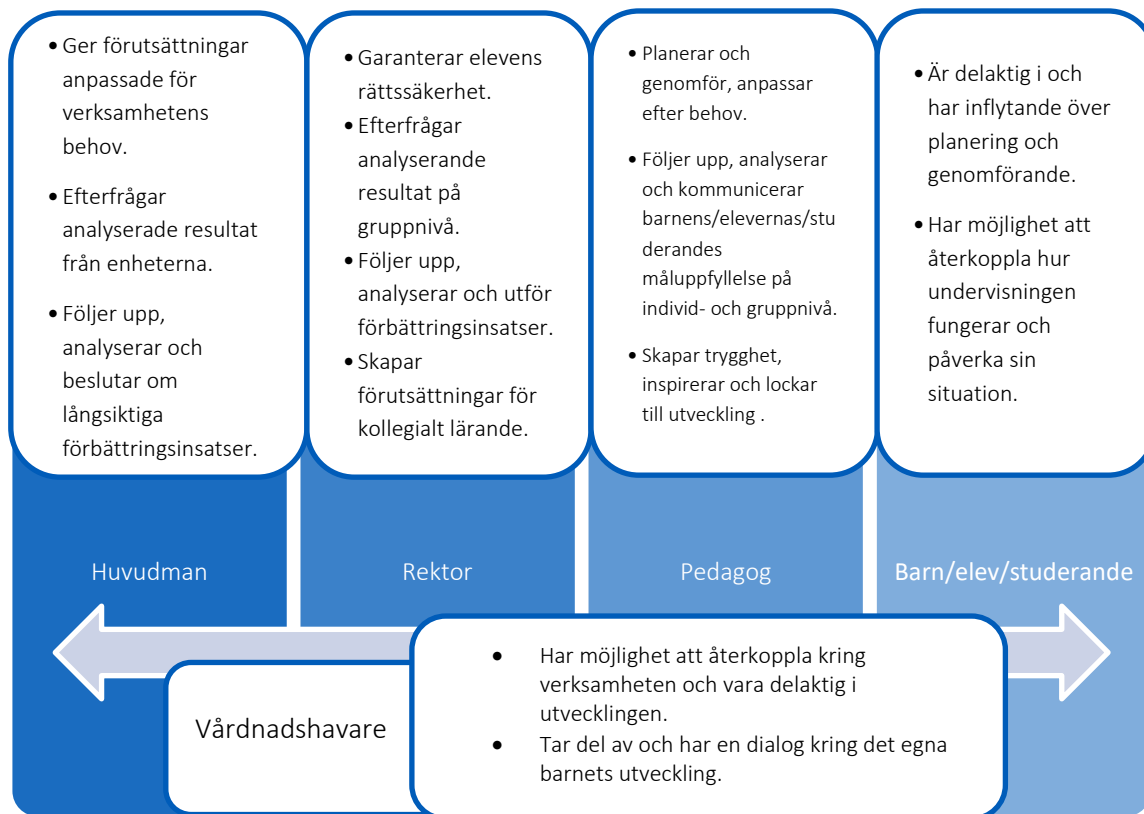 • Ger förutsättningar
anpassade för
verksamhetens
behov.
• Efterfrågar
analyserade resultat
från enheterna.
• Följer upp,
analyserar och
beslutar om
långsiktiga
förbättringsinsatser.
• Garanterar elevens
rättssäkerhet.
• Efterfrågar
analyserande
resultat på
gruppnivå.
• Följer upp,
analyserar och utför
förbättringsinsatser.
• Skapar
förutsättningar för
kollegialt lärande.
• Planerar och
genomför, anpassar
efter behov.
• Följer upp, analyserar
och kommunicerar
barnens/elevernas/stu
derandes
måluppfyllelse på
individ- och gruppnivå.
• Skapar trygghet,
inspirerar och lockar
till utveckling .
• Är delaktig i och
har inflytande över
planering och
genomförande.
• Har möjlighet att
återkoppla hur
undervisningen
fungerar och
påverka sin
situation.
Huvudman
Rektor
Pedagog
Barn/elev/studerande
Vårdnadshavare
• Har möjlighet att återkoppla kring
verksamheten och vara delaktig i
utvecklingen.
• Tar del av och har en dialog kring det egna
barnets utveckling.